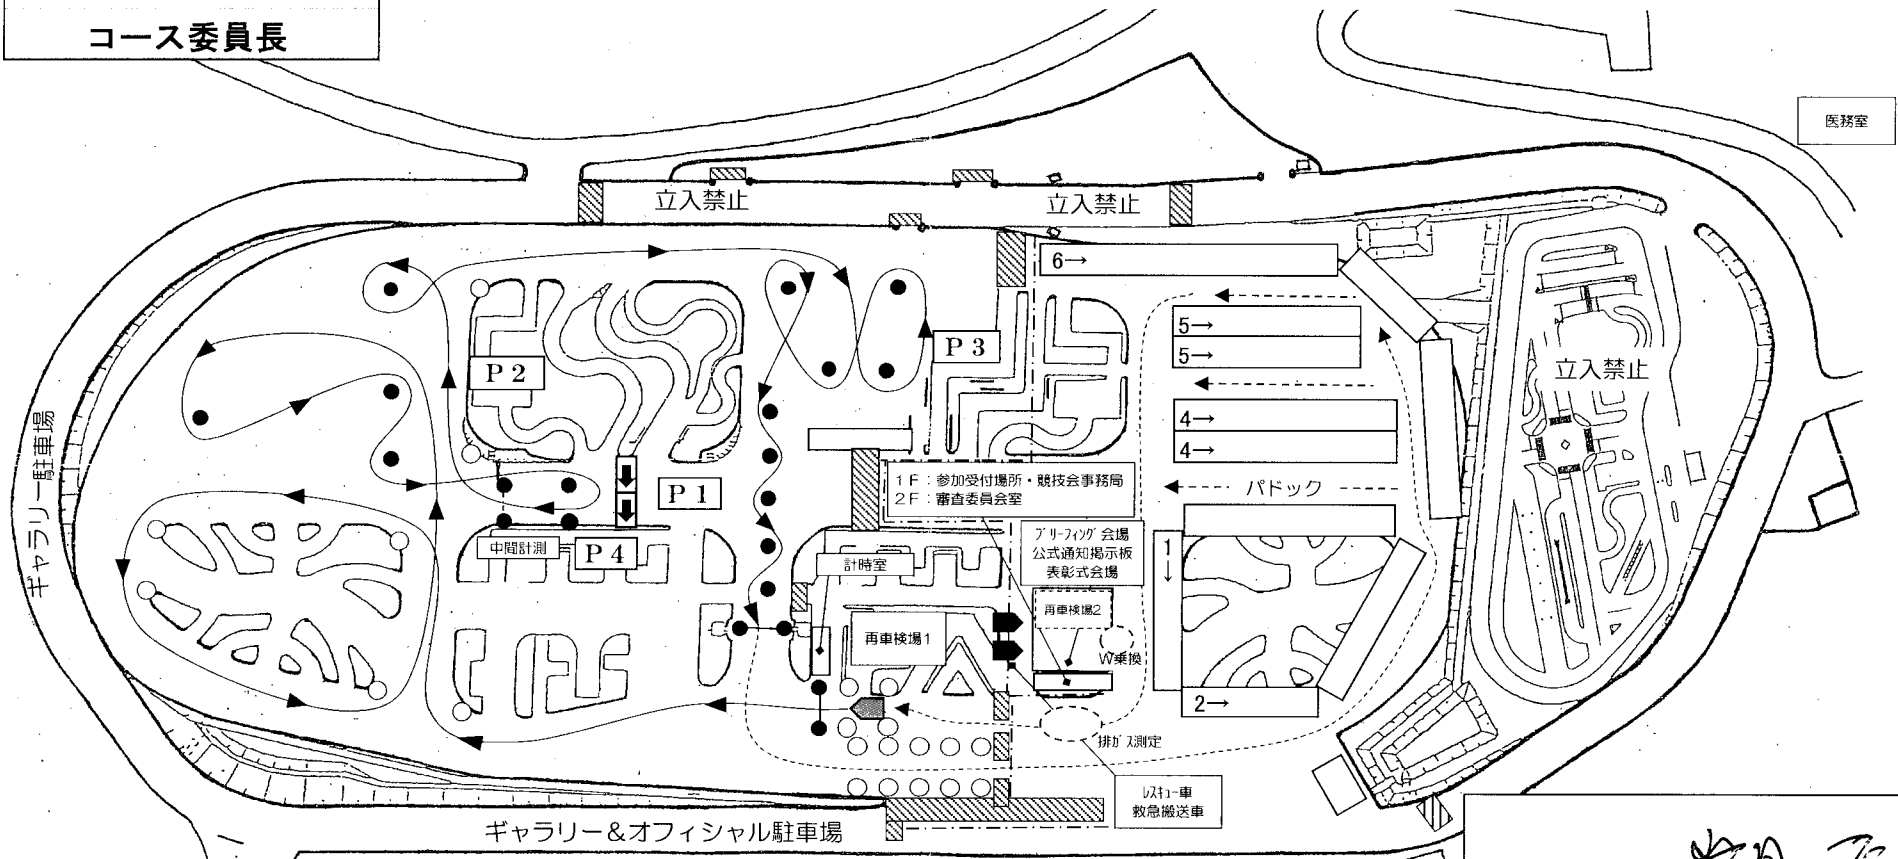 コース委員長
医務室
立入禁止
立入禁止
6→
5→
5→
P 3
P 2
立入禁止
4→
4→
ギャラリー駐車場
1F：参加受付場所・競技会事務局
2F：審査委員会室
パドック
P 1
ブリーフィング会場
公式通知掲示板
表彰式会場
中間計測
P 4
計時室
1→
再車検場2
再車検場1
W乗換
2→
排ガス測定
レスキュー車
救急搬送車
ギャラリー＆オフィシャル駐車場